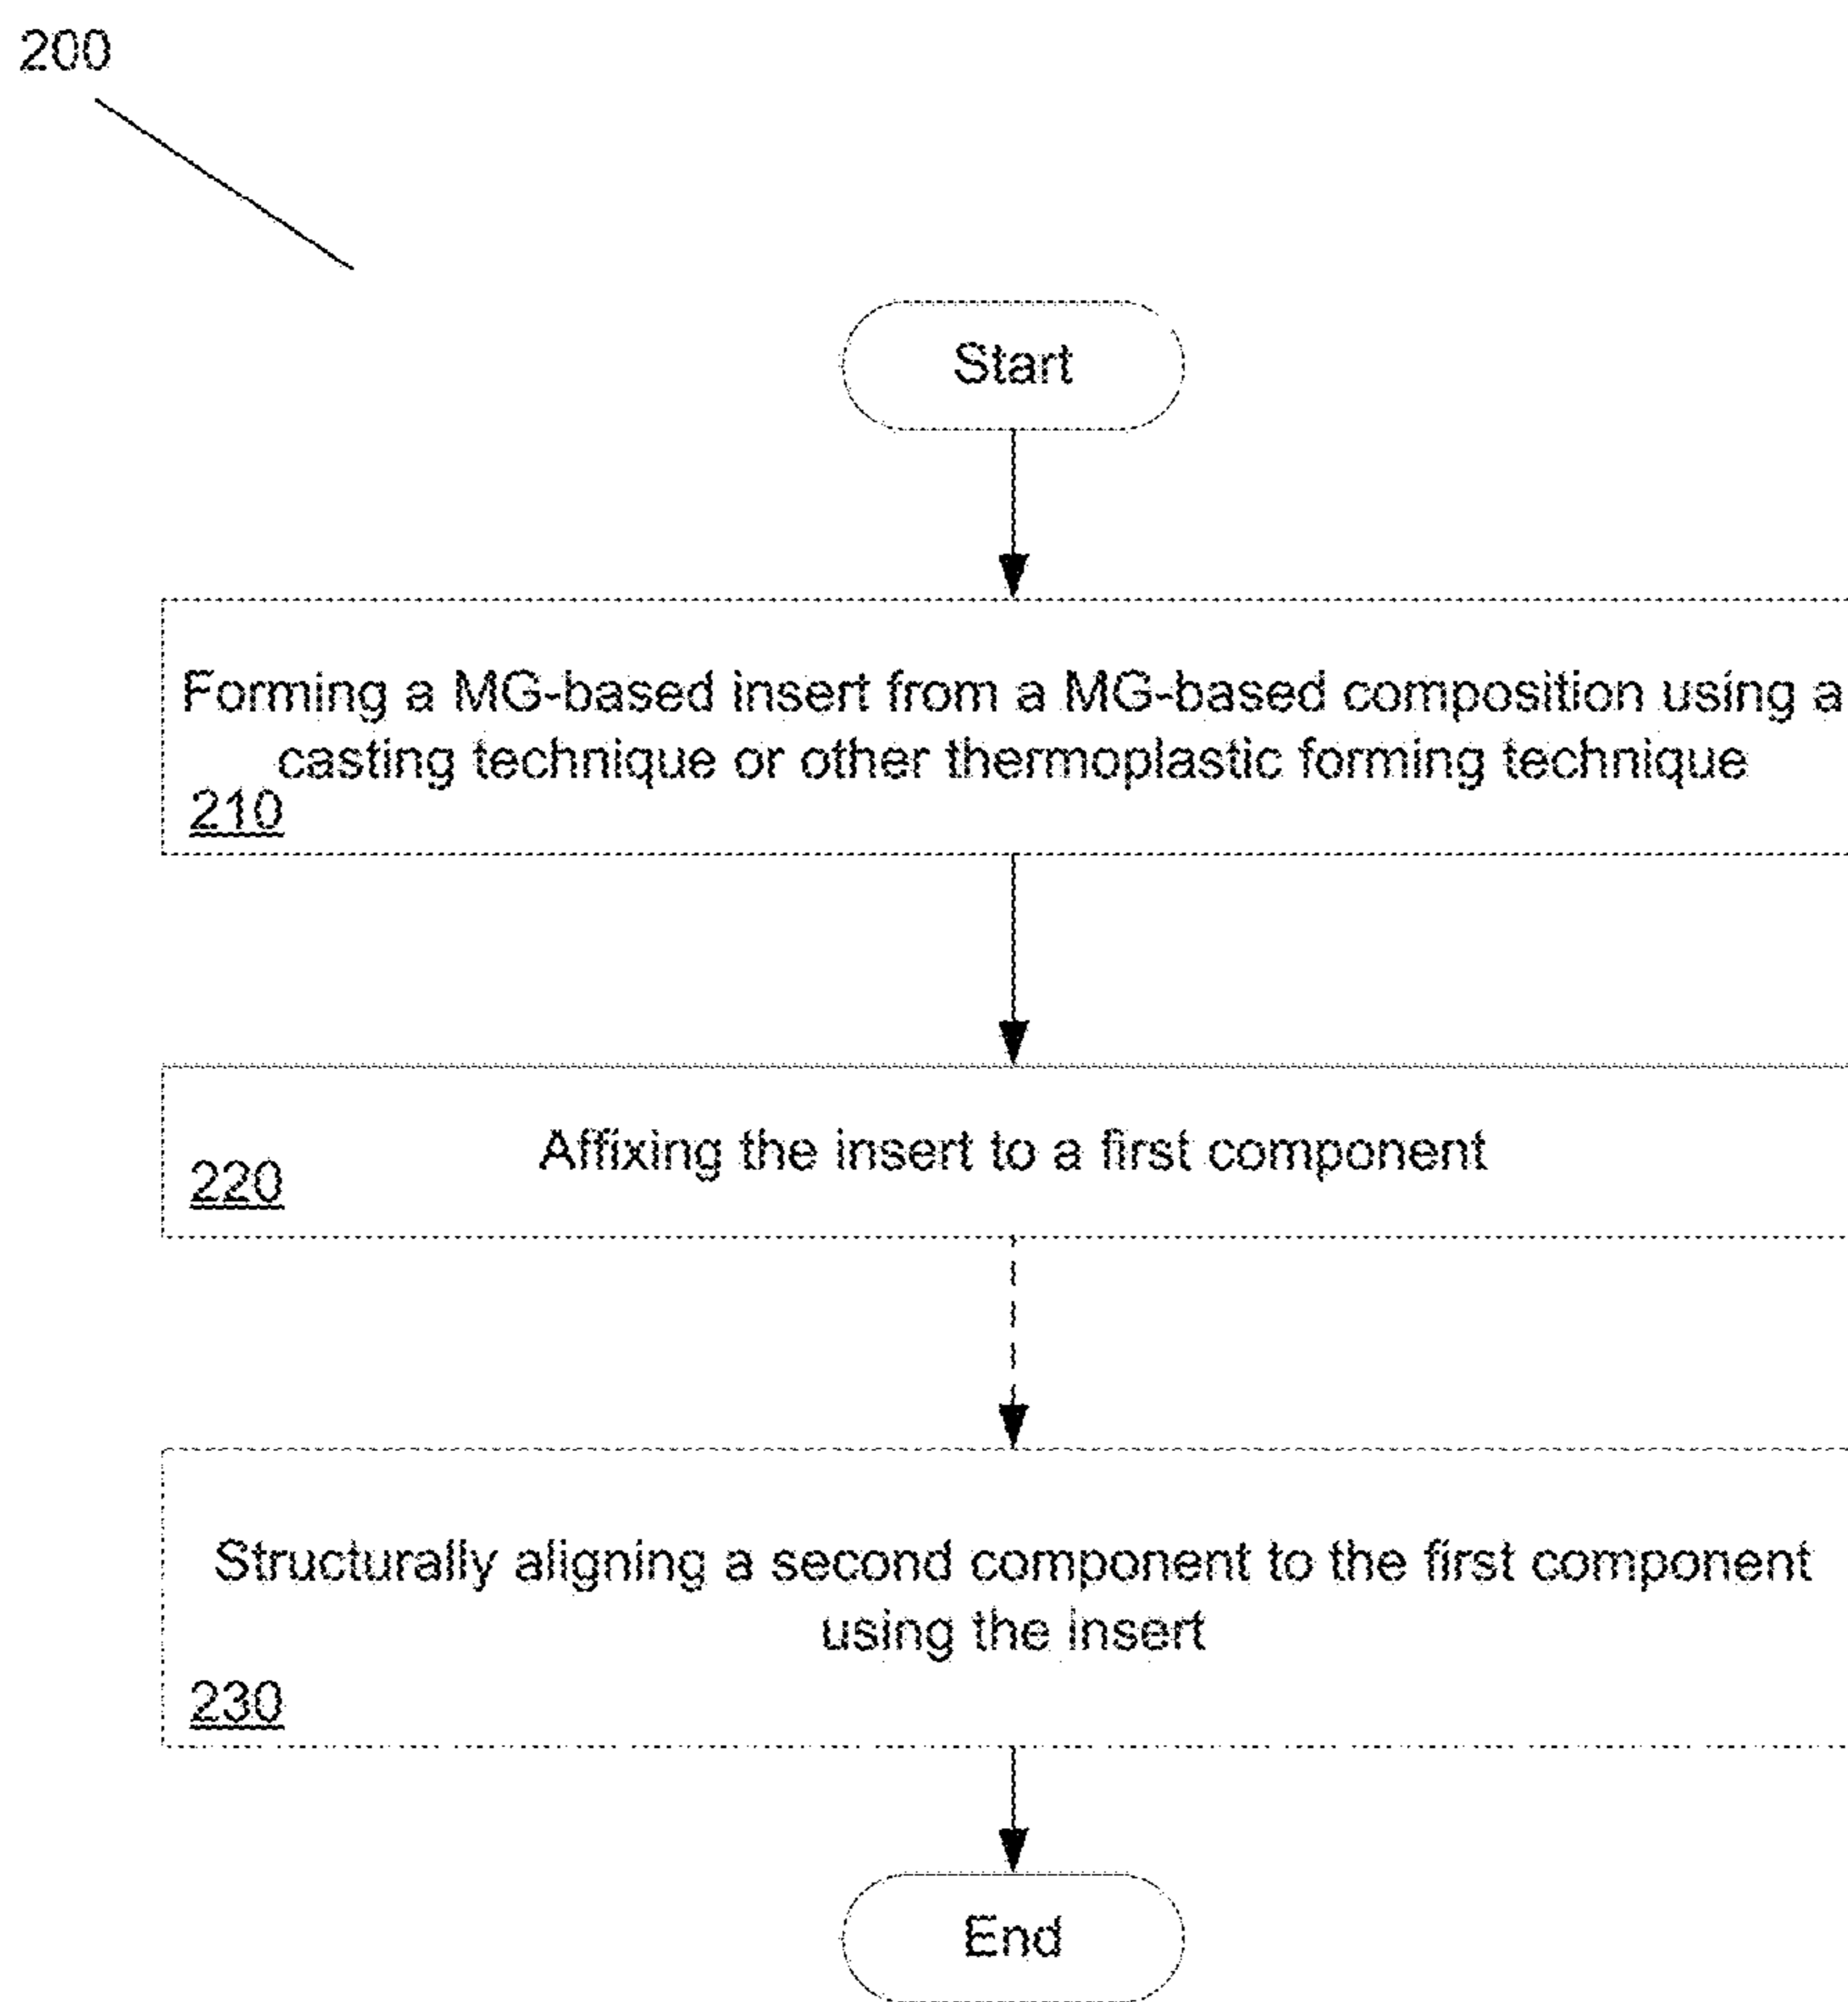 200
Start
Forming a MG-based insert from a MG-based composition using a
casting technique or other thermoplastic forming technique
210
Affixing the insert to a first component
220
Structurally aligning a second component to the first component
using the insert
230
End